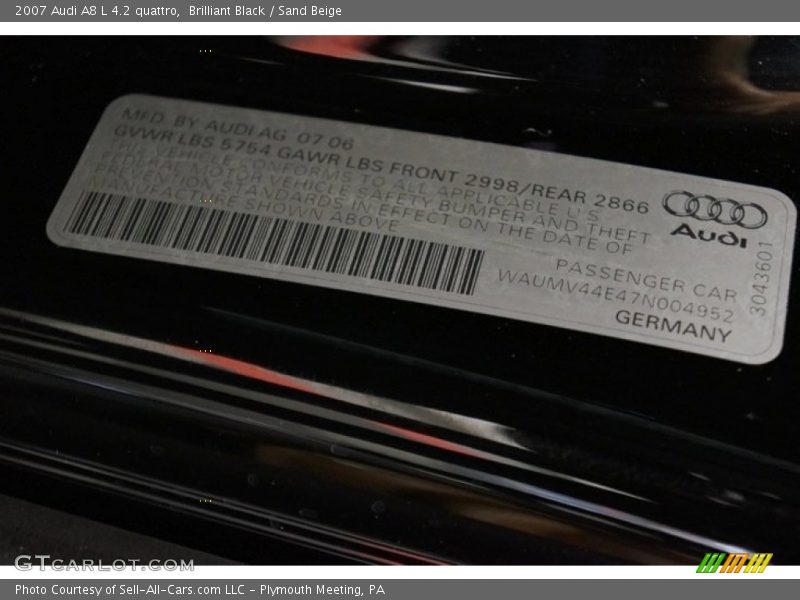 2007 Audi A8 L 4.2 quattro, Brilliant Black / Sand Beige
MFD. BY AUDI AG 07 06
GVWR LBS 5754 GAWR LBS FRONT 2998/REAR 2866
THIS VEHICLE CONFORMS TO ALL APPLICABLE U S
FEDERAL MOTOR VEHICLE SAFETY BUMPER AND THEFT
PREVENTION STANDARDS IN EFFECT ON THE DATE OF
MANUFACTURE SHOWN ABOVE
Audi
PASSENGER CAR
WAUMV44E47N004952
GERMANY
3043601
GTCARLOT.COM
Photo Courtesy of Sell-All-Cars.com LLC - Plymouth Meeting, PA